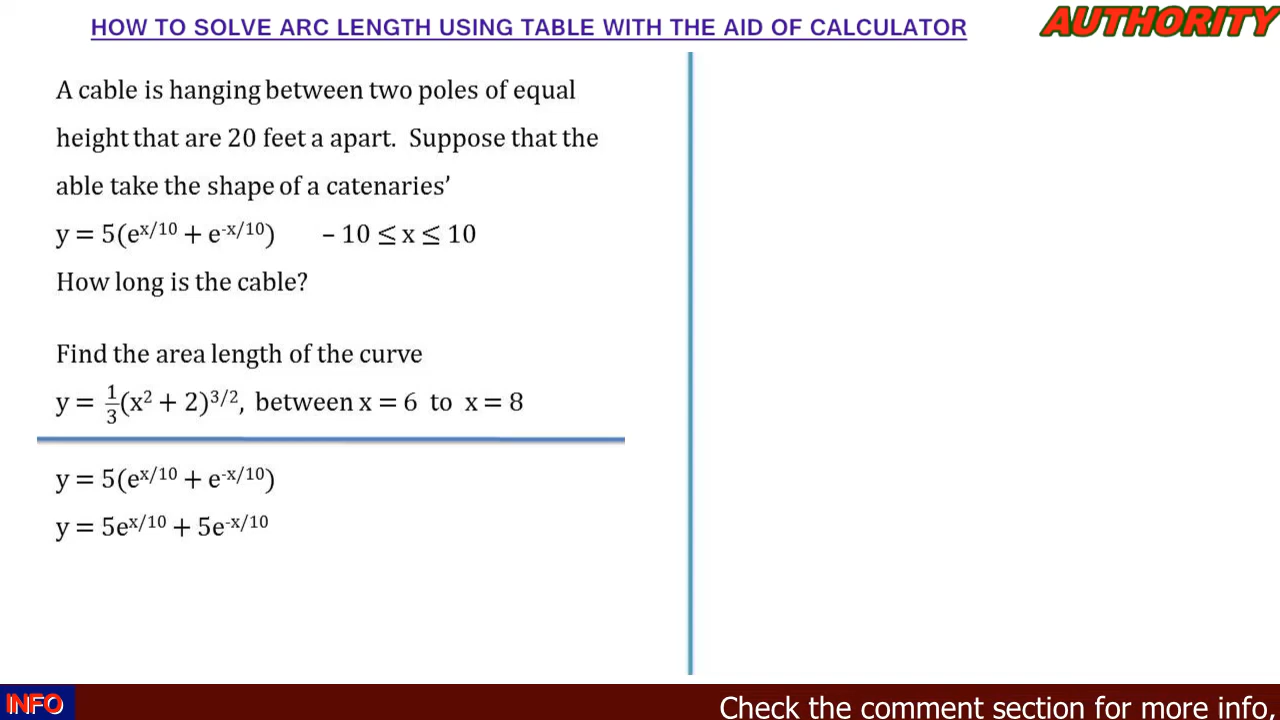 HOW TO SOLVE ARC LENGTH USING TABLE WITH THE AID OF CALCULATOR
AUTHORITY
A cable is hanging between two poles of equal
height that are 20 feet a apart. Suppose that the
able take the shape of a catenaries’
y = 5(e^x/10 + e^-x/10) – 10 ≤ x ≤ 10
How long is the cable?
Find the area length of the curve
y = 1/3(x² + 2)^3/2, between x = 6 to x = 8
y = 5(e^x/10 + e^-x/10)
y = 5e^x/10 + 5e^-x/10
INFO
Check the comment section for more info.